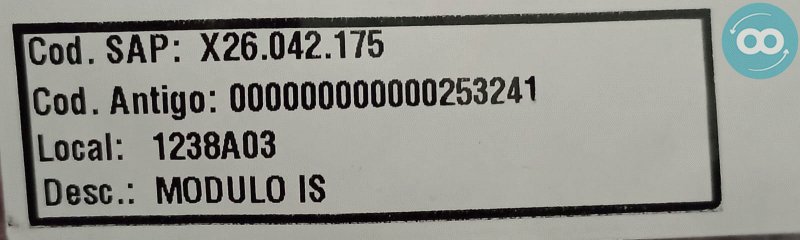 Cod. SAP: X26.042.175
Cod. Antigo: 000000000000253241
Local: 1238A03
Desc.: MODULO IS